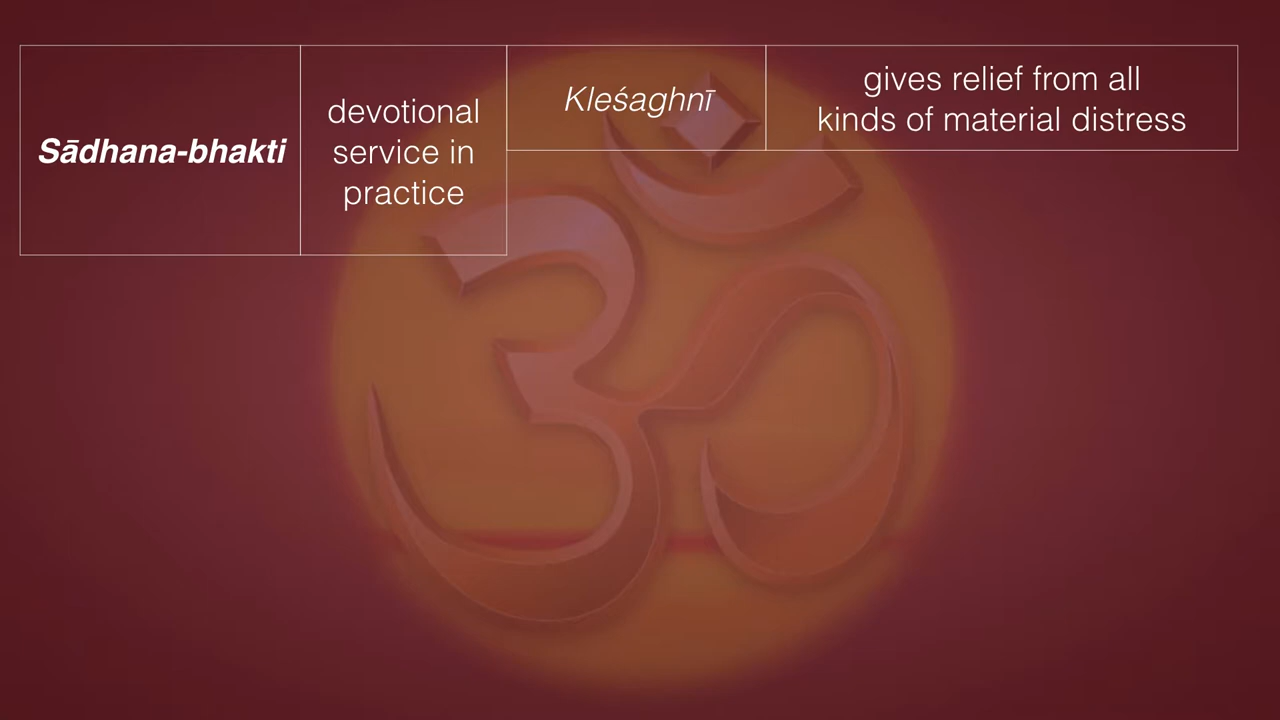 Sādhana-bhakti
devotional
service in
practice
Kleśaghnī
gives relief from all
kinds of material distress